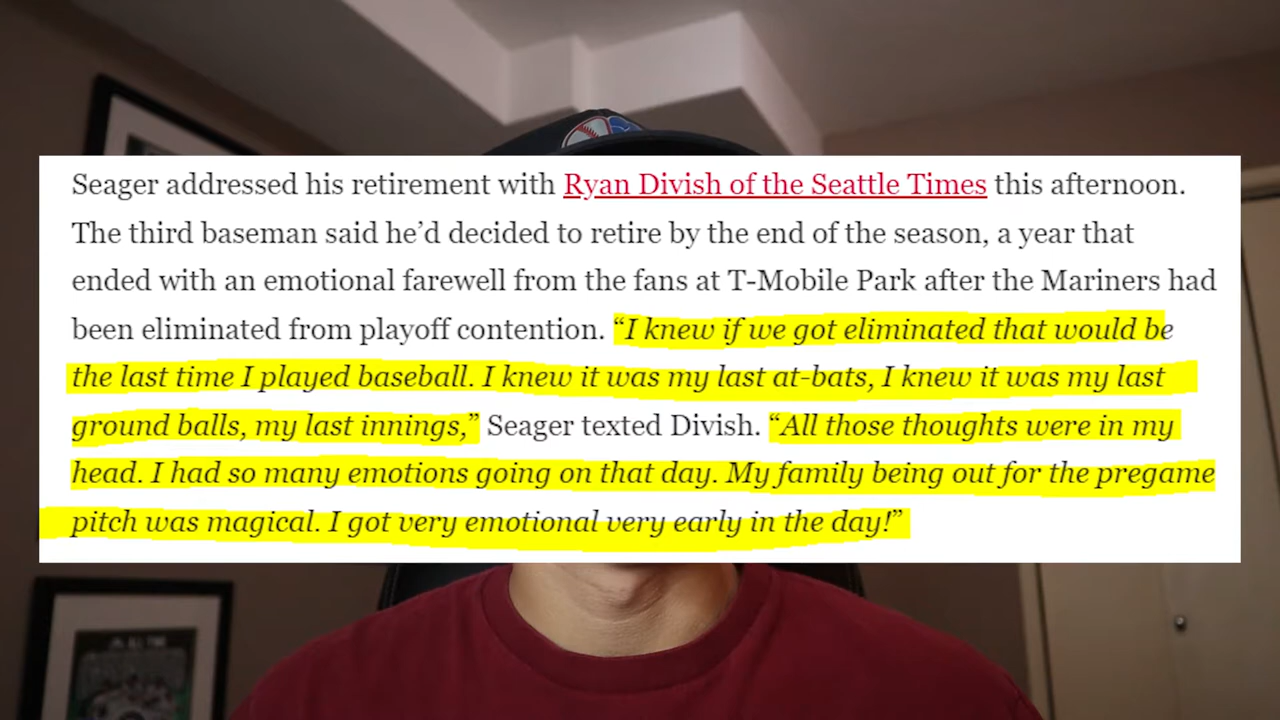 Seager addressed his retirement with Ryan Divish of the Seattle Times this afternoon.
The third baseman said he’d decided to retire by the end of the season, a year that
ended with an emotional farewell from the fans at T-Mobile Park after the Mariners had
been eliminated from playoff contention. “I knew if we got eliminated that would be
the last time I played baseball. I knew it was my last at-bats, I knew it was my last
ground balls, my last innings,” Seager texted Divish. “All those thoughts were in my
head. I had so many emotions going on that day. My family being out for the pregame
pitch was magical. I got very emotional very early in the day!”